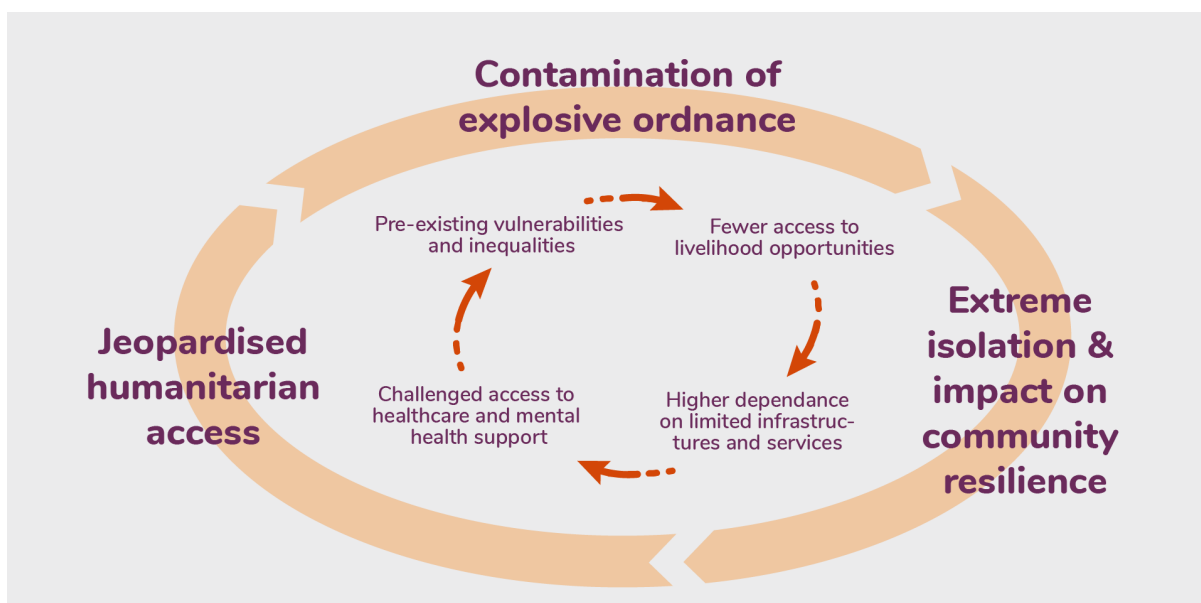 Contamination of
explosive ordnance
Pre-existing vulnerabilities
and inequalities
Fewer access to
livelihood opportunities
Extreme
isolation &
impact on
community
resilience
Jeopardised
humanitarian
access
Challenged access to
healthcare and mental
health support
Higher dependance
on limited infrastruc-
tures and services